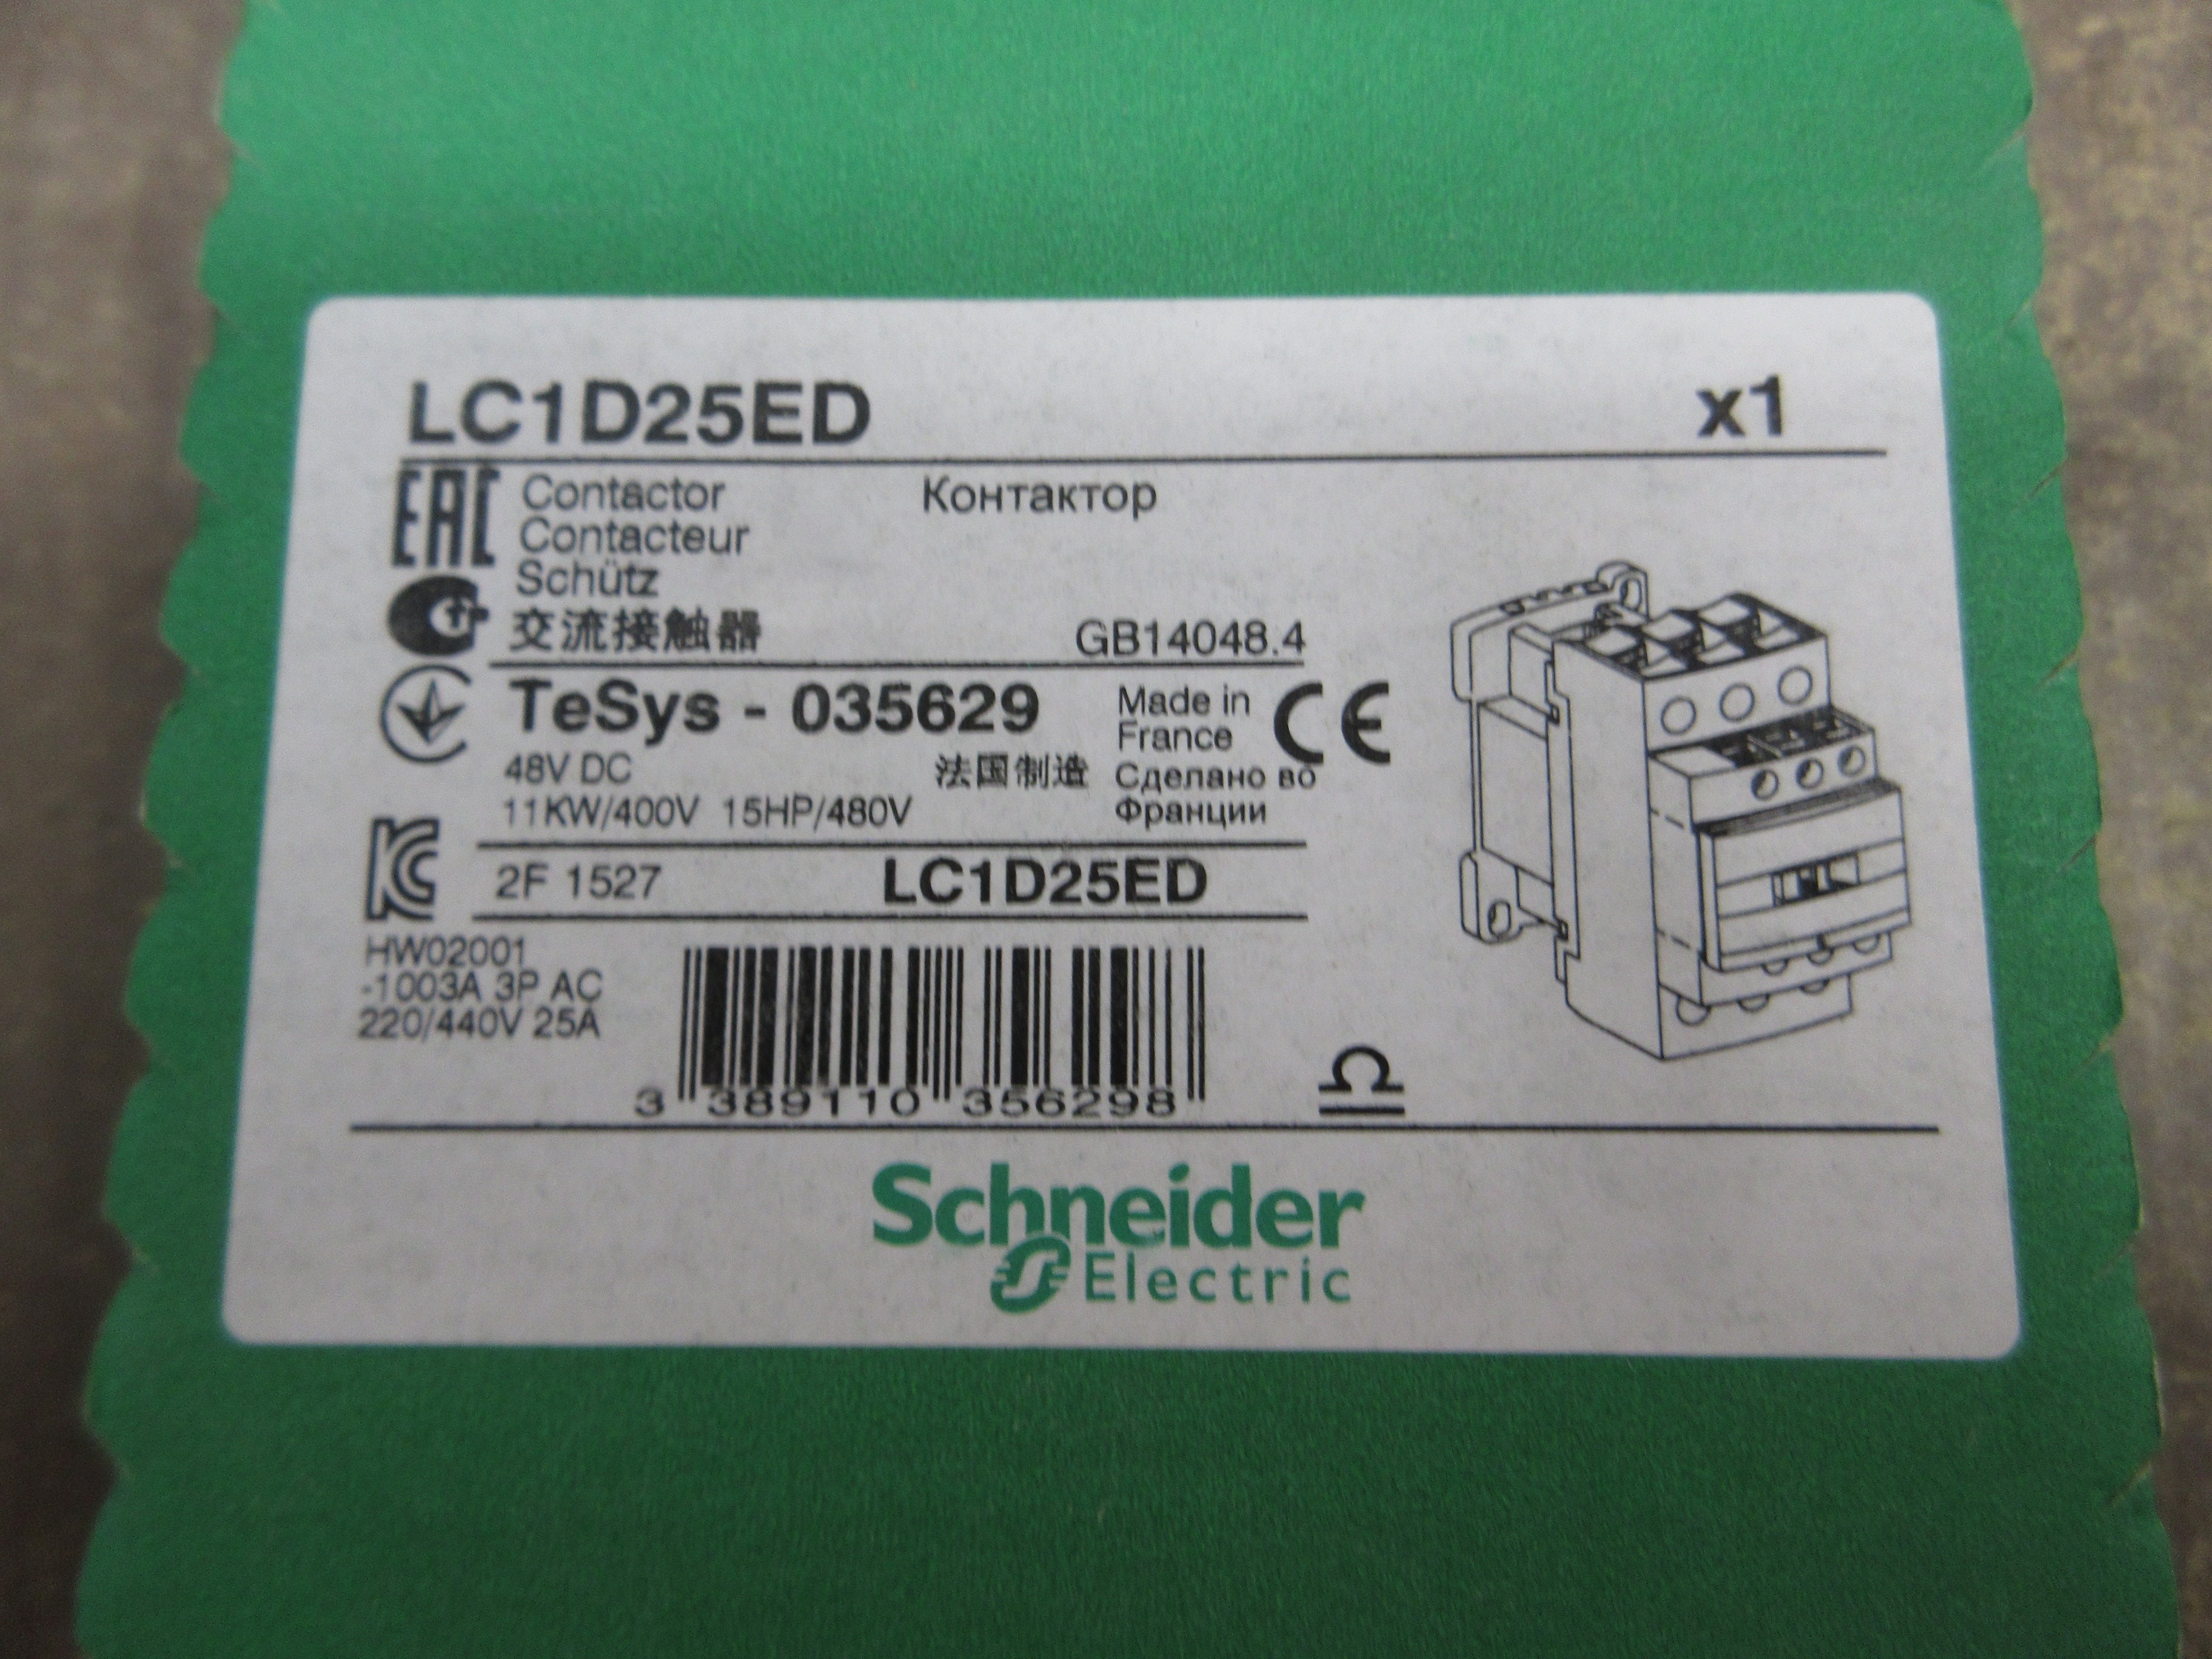 LC1D25ED x1
EAC Contactor Контактор
Contacteur
Schütz
交流接触器 GB14048.4
TeSys - 035629 Made in France CE
48V DC 法国制造 Сделано во
11KW/400V 15HP/480V Франции
2F 1527 LC1D25ED
HW02001
-1003A 3P AC
220/440V 25A
3 389110 356298
Schneider
Electric